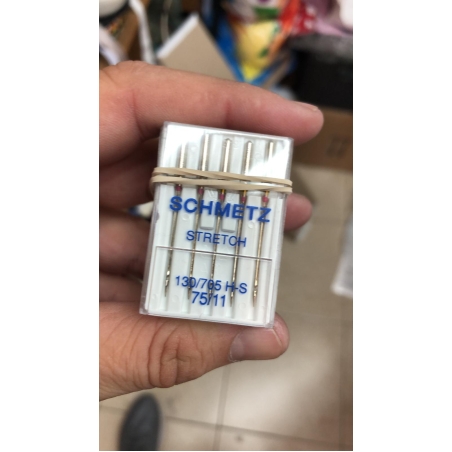 SCHMETZ
STRETCH
130/705 H-S
75/11